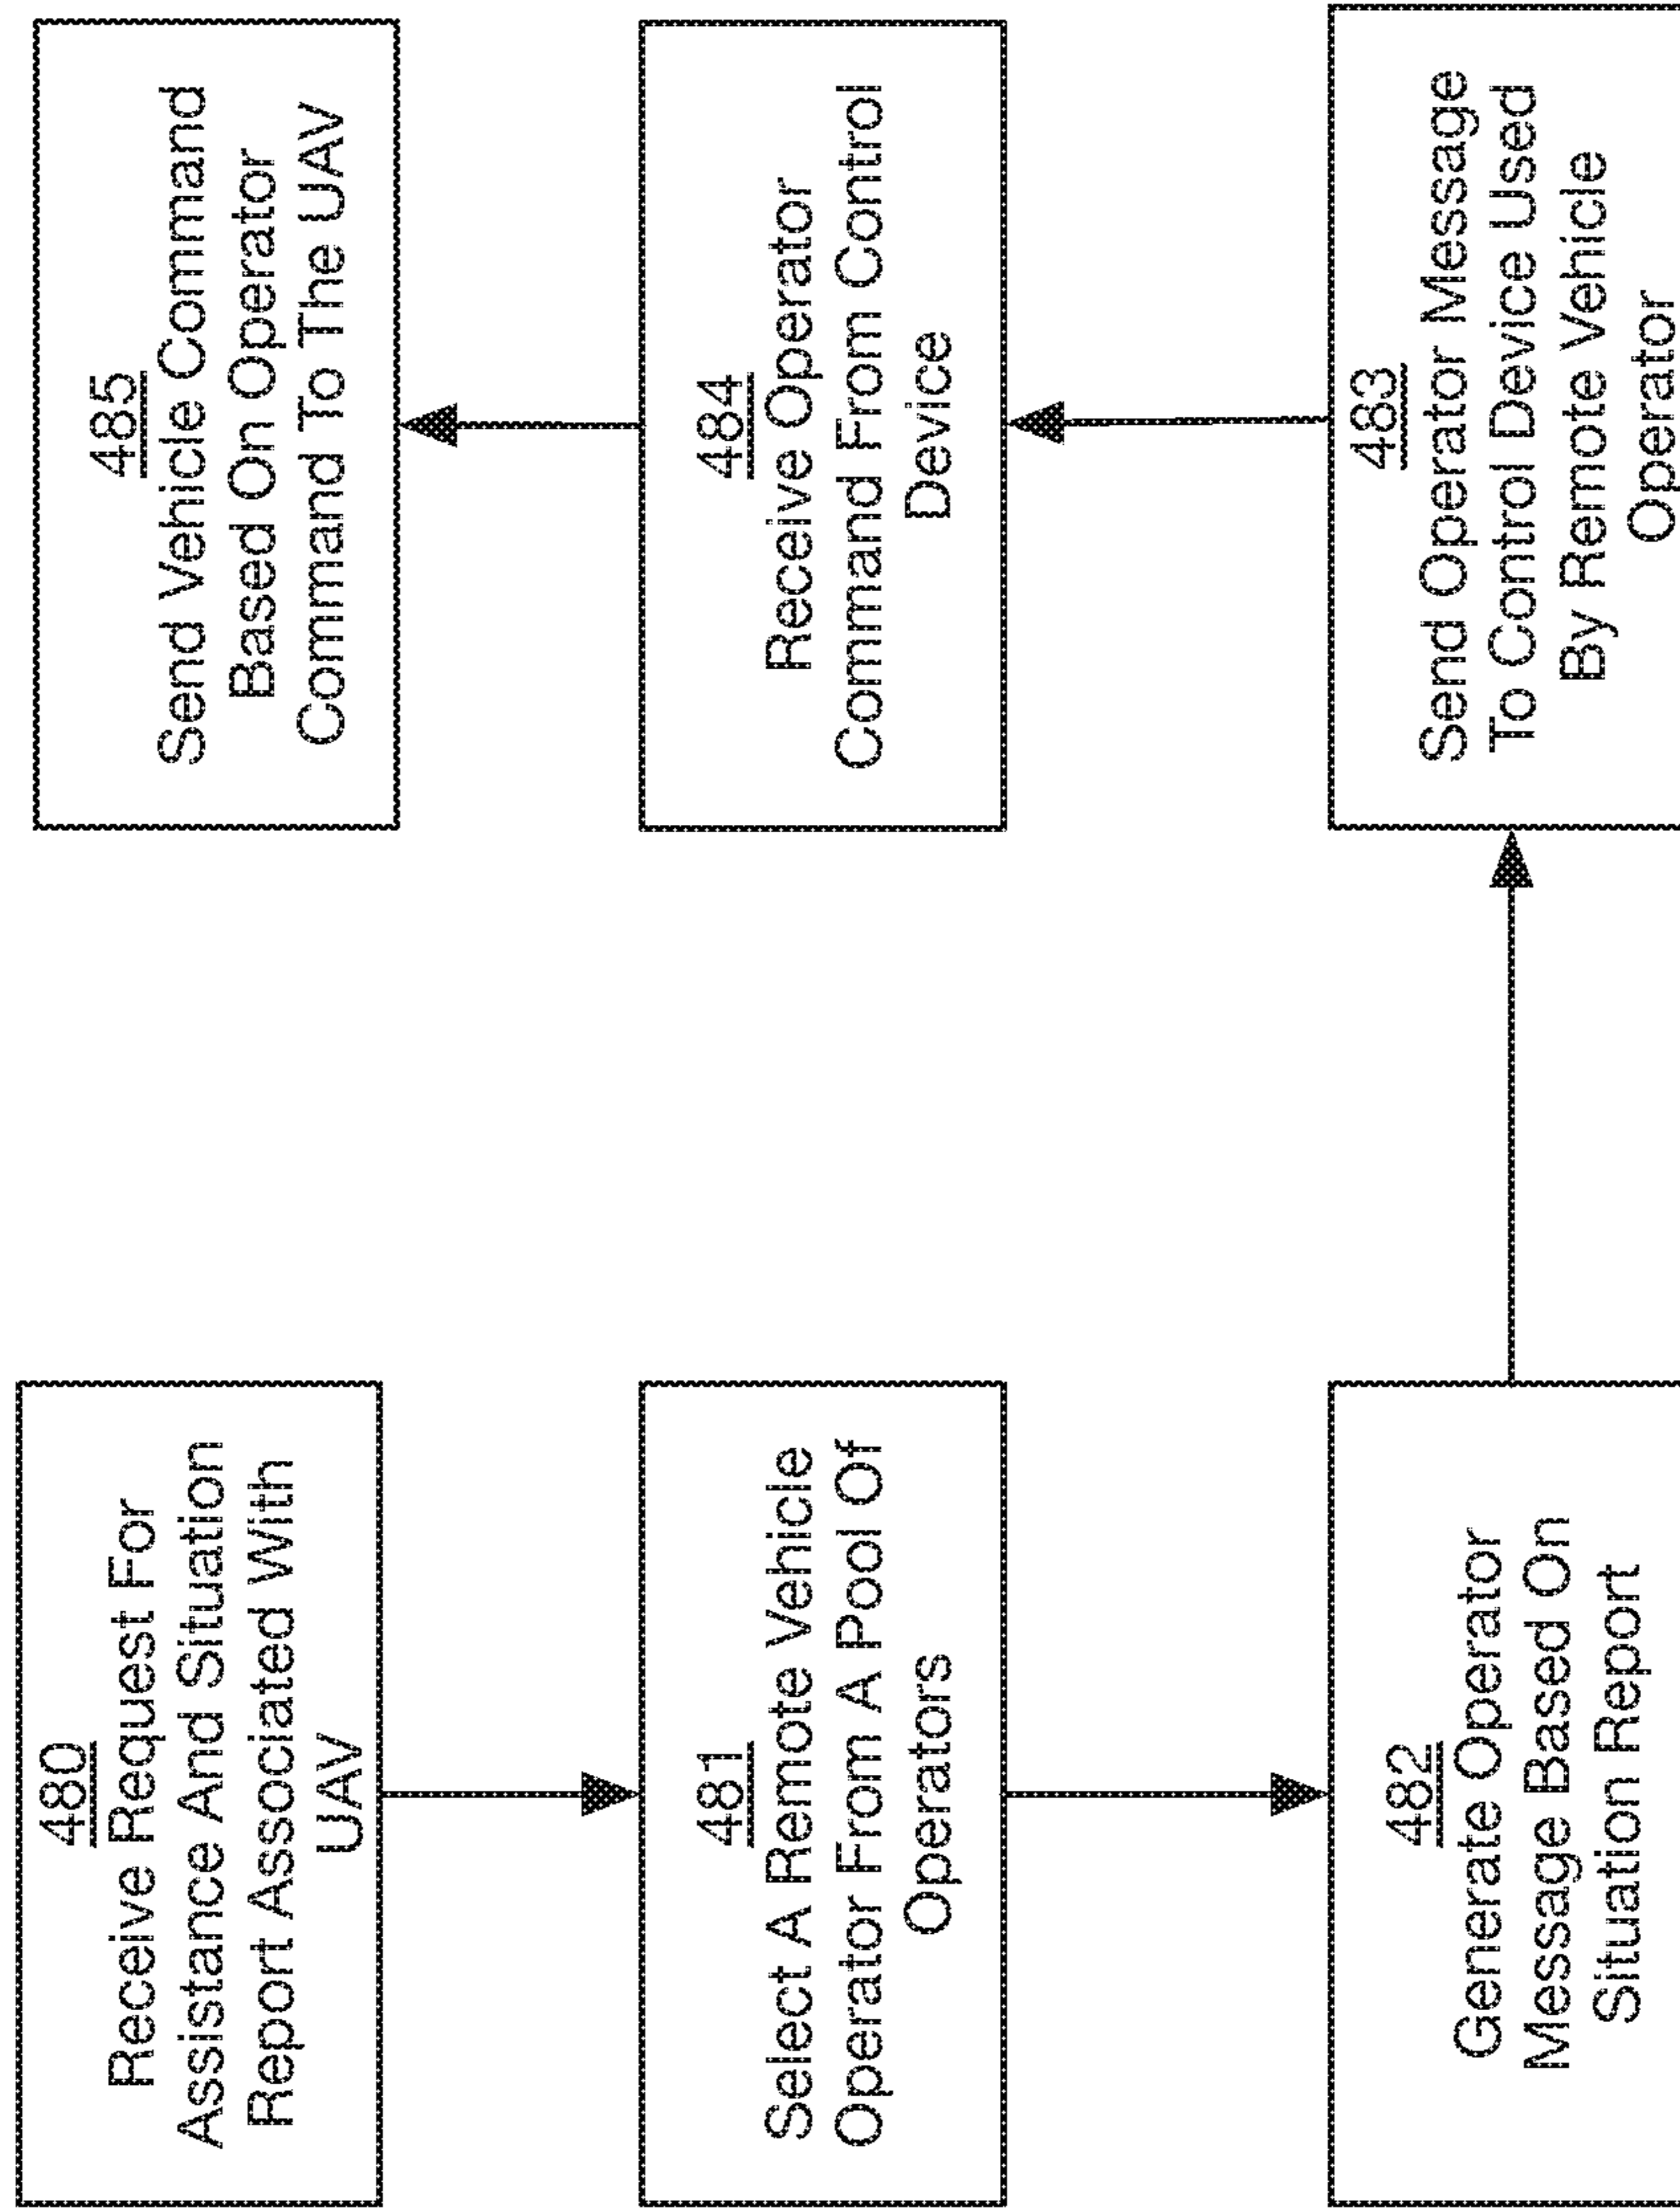 480
Receive Request For
Assistance And Situation
Report Associated With
UAV
481
Select A Remote Vehicle
Operator From A Pool Of
Operators
482
Generate Operator
Message Based On
Situation Report
483
Send Operator Message
To Control Device Used
By Remote Vehicle
Operator
484
Receive Operator
Command From Control
Device
485
Send Vehicle Command
Based On Operator
Command To The UAV